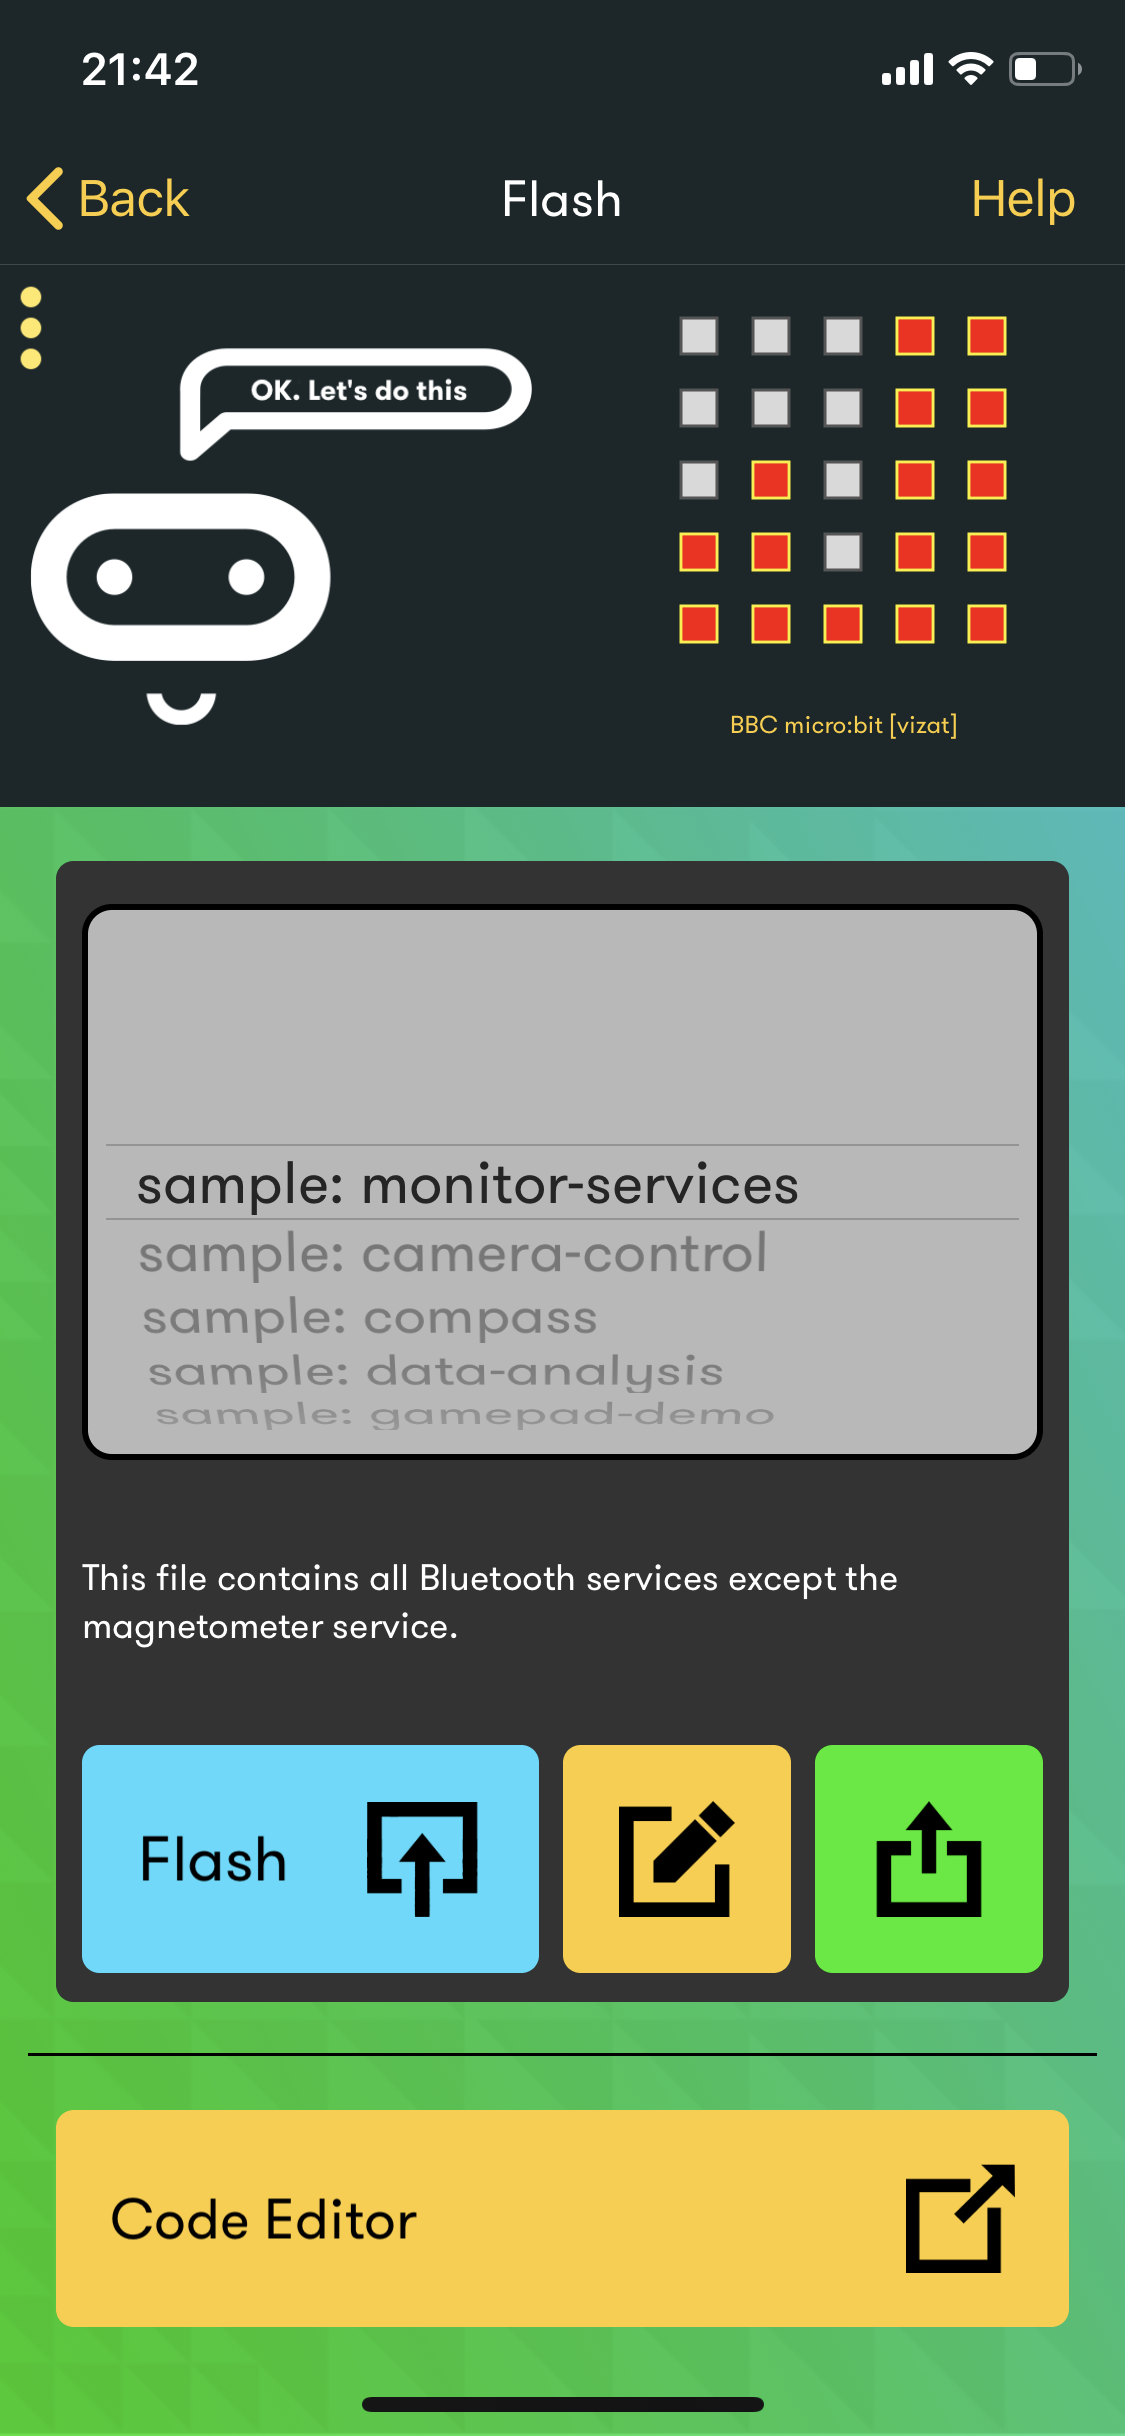 21:42
Back
Flash
Help
OK. Let's do this
BBC micro:bit [vizat]
sample: monitor-services
sample: camera-control
sample: compass
sample: data-analysis
sample: gamepad-demo
This file contains all Bluetooth services except the
magnetometer service.
Flash
Code Editor